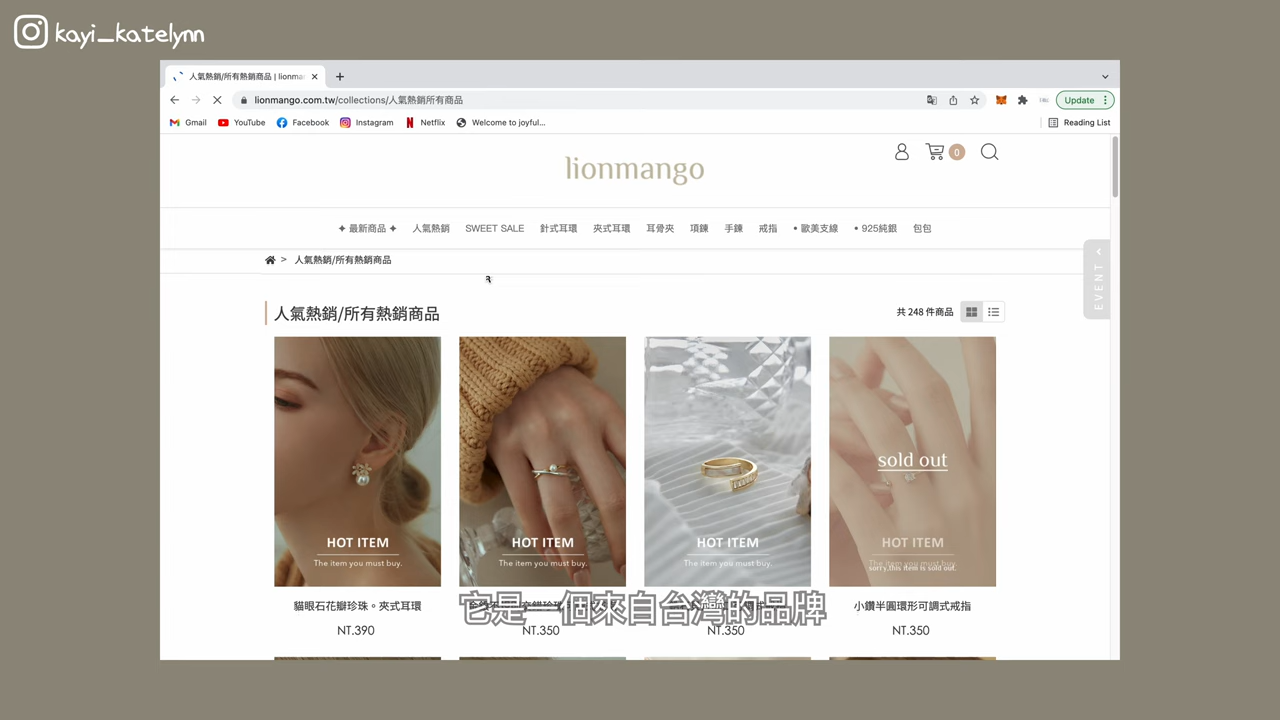 kayi_katelynn
人氣熱銷/所有熱銷商品 | lionma
lionmango.com.tw/collections/人氣熱銷所有商品
Update
Gmail YouTube Facebook Instagram Netflix Welcome to joyful... Reading List
lionmango
0
✦ 最新商品 ✦ 人氣熱銷 SWEET SALE 針式耳環 夾式耳環 耳骨夾 項鍊 手鍊 戒指 • 歐美支線 • 925純銀 包包
> 人氣熱銷/所有熱銷商品
EVENT
人氣熱銷/所有熱銷商品
共 248 件商品
sold out
HOT ITEM HOT ITEM HOT ITEM HOT ITEM
The item you must buy. The item you must buy. The item you must buy. The item you must buy.
sorry,this item is sold out.
貓眼石花瓣珍珠。夾式耳環 小鑽半圓環形可調式戒指
它是一個來自台灣的品牌
NT.390 NT.350 NT.350 NT.350